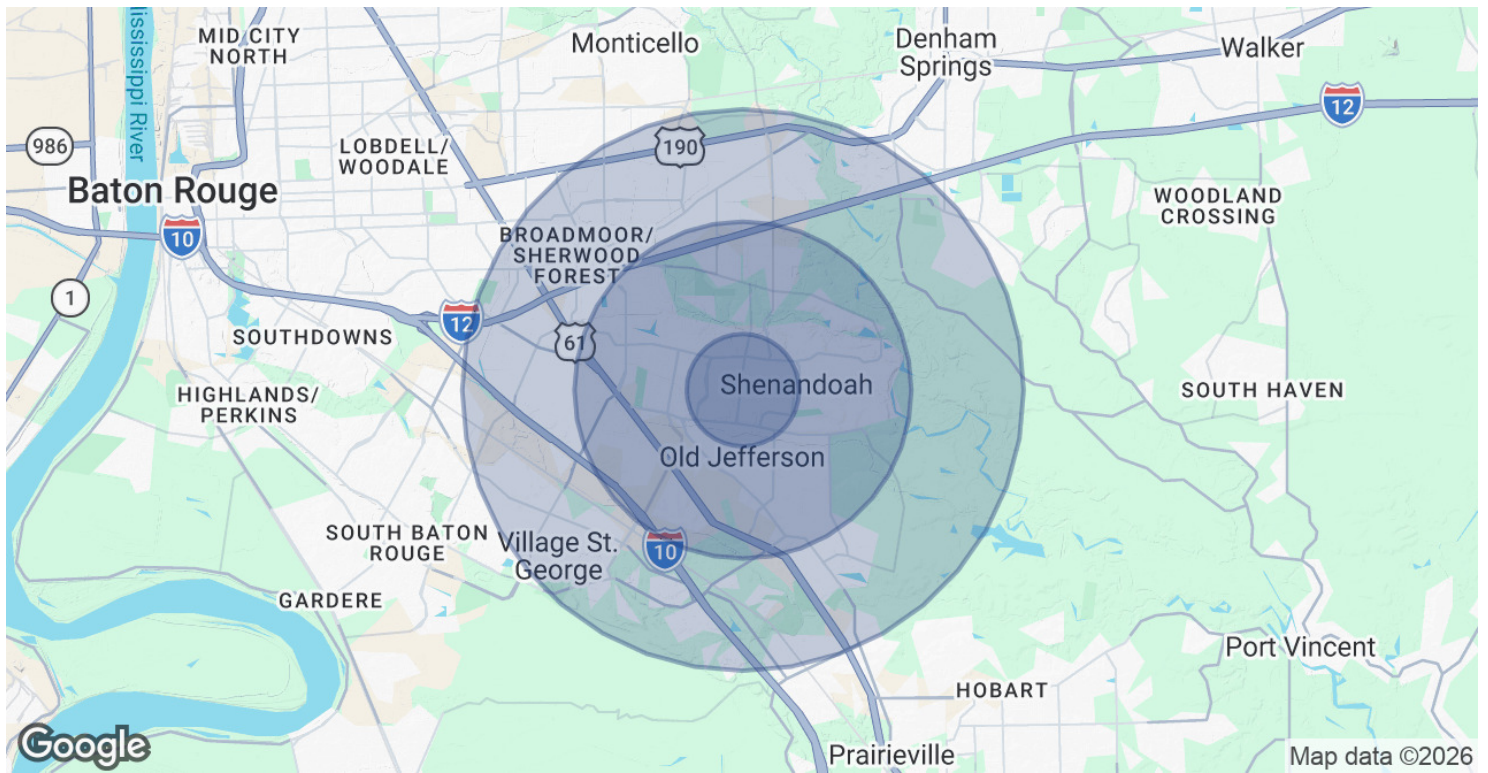 MID CITY
NORTH
Monticello
Denham
Springs
Walker
Mississippi River
986
LOBDELL/
WOODALE
190
12
Baton Rouge
10
WOODLAND
CROSSING
BROADMOOR/
SHERWOOD
FOREST
1
12
61
SOUTHDOWNS
Shenandoah
SOUTH HAVEN
HIGHLANDS/
PERKINS
Old Jefferson
SOUTH BATON
ROUGE
Village St.
George
10
GARDERE
Port Vincent
HOBART
Prairieville
Google
Map data ©2026